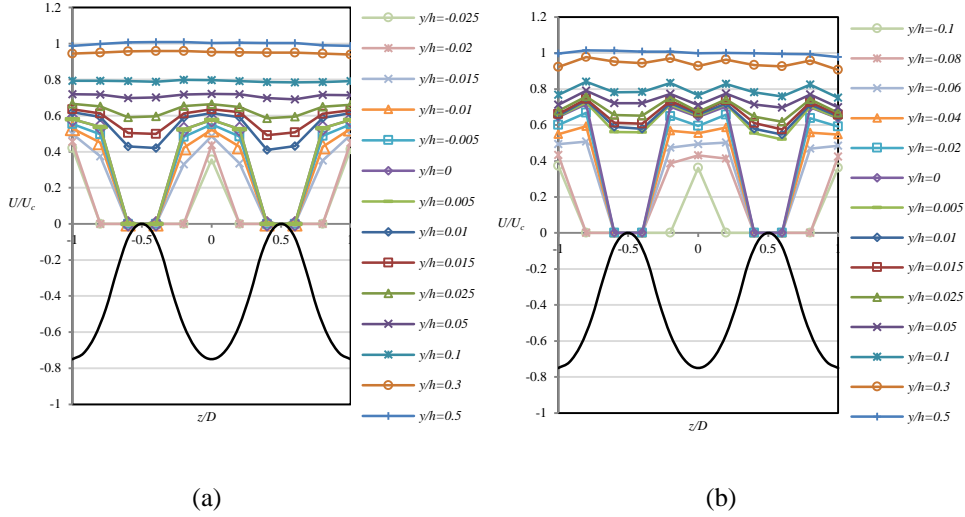 1.2
1
0.8
0.6
0.4
0.2
0
-0.2
-0.4
-0.6
-0.8
-1
-1 -0.5 0 0.5 1
U/Uc
z/D
y/h=-0.025
y/h=-0.02
y/h=-0.015
y/h=-0.01
y/h=-0.005
y/h=0
y/h=0.005
y/h=0.01
y/h=0.015
y/h=0.025
y/h=0.05
y/h=0.1
y/h=0.3
y/h=0.5
(a)
1.2
1
0.8
0.6
0.4
0.2
0
-0.2
-0.4
-0.6
-0.8
-1
-1 -0.5 0 0.5 1
U/Uc
z/D
y/h=-0.1
y/h=-0.08
y/h=-0.06
y/h=-0.04
y/h=-0.02
y/h=0
y/h=0.005
y/h=0.01
y/h=0.015
y/h=0.025
y/h=0.05
y/h=0.1
y/h=0.3
y/h=0.5
(b)